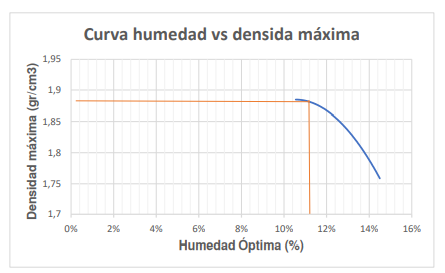 Curva humedad vs densida máxima
Densidad máxima (gr/cm3)
1,95
1,9
1,85
1,8
1,75
1,7
0% 2% 4% 6% 8% 10% 12% 14% 16%
Humedad Óptima (%)